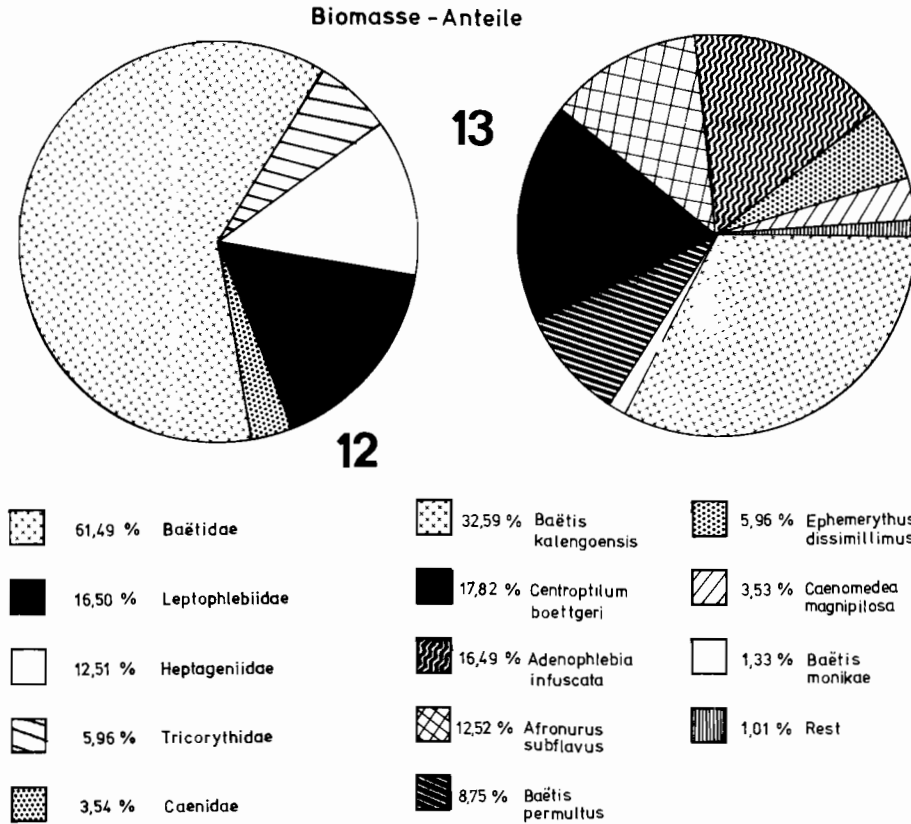 Biomasse - Anteile
13
12
61,49 % Baëtidae
16,50 % Leptophlebiidae
12,51 % Heptageniidae
5,96 % Tricorythidae
3,54 % Caenidae
32,59 % Baëtis
kalengoensis
17,82 % Centroptilum
boettgeri
16,49 % Adenophlebia
infuscata
12,52 % Afronurus
subflavus
8,75 % Baëtis
permultus
5,96 % Ephemerythus
dissimillimus
3,53 % Caenomedea
magnipilosa
1,33 % Baëtis
monikae
1,01 % Rest